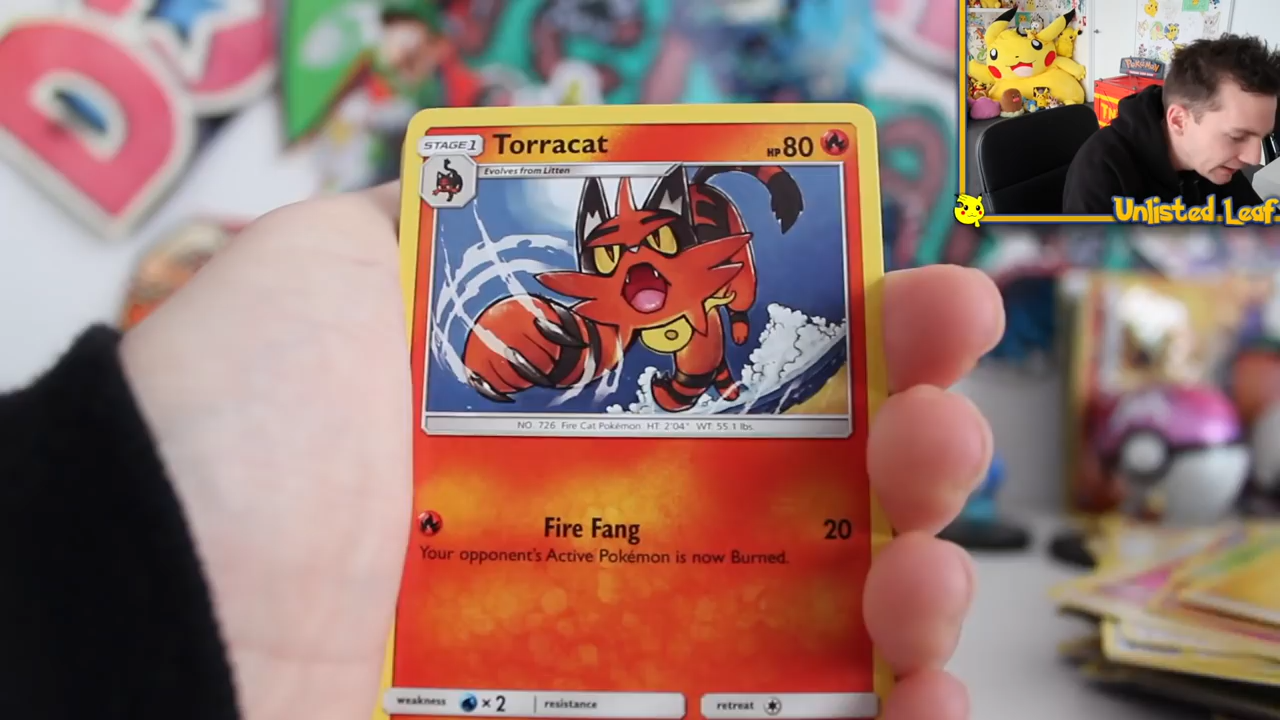 STAGE 1 Torracat HP 80
Evolves from Litten
NO. 726 Fire Cat Pokémon HT: 2'04" WT: 55.1 lbs.
Fire Fang 20
Your opponent's Active Pokémon is now Burned.
weakness ×2 resistance retreat
POKÉMON
Unlisted.Leaf